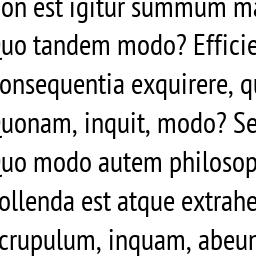 on est igitur summum ma
uo tandem modo? Efficie
onsequentia exquirere, qu
uonam, inquit, modo? Se
uo modo autem philosop
ollenda est atque extrahe
crupulum, inquam, abeun